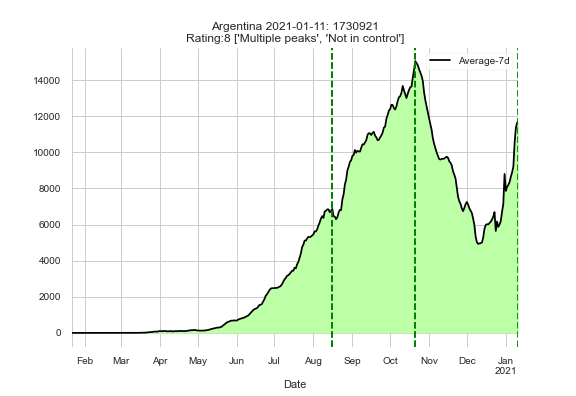 Argentina 2021-01-11: 1730921
Rating:8 ['Multiple peaks', 'Not in control']
Average-7d
14000
12000
10000
8000
6000
4000
2000
0
Feb Mar Apr May Jun Jul Aug Sep Oct Nov Dec Jan
2021
Date